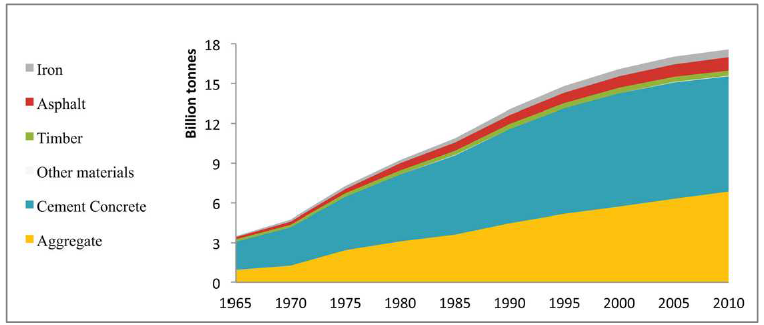 Iron
Asphalt
Timber
Other materials
Cement Concrete
Aggregate
Billion tonnes
18
15
12
9
6
3
0
1965 1970 1975 1980 1985 1990 1995 2000 2005 2010